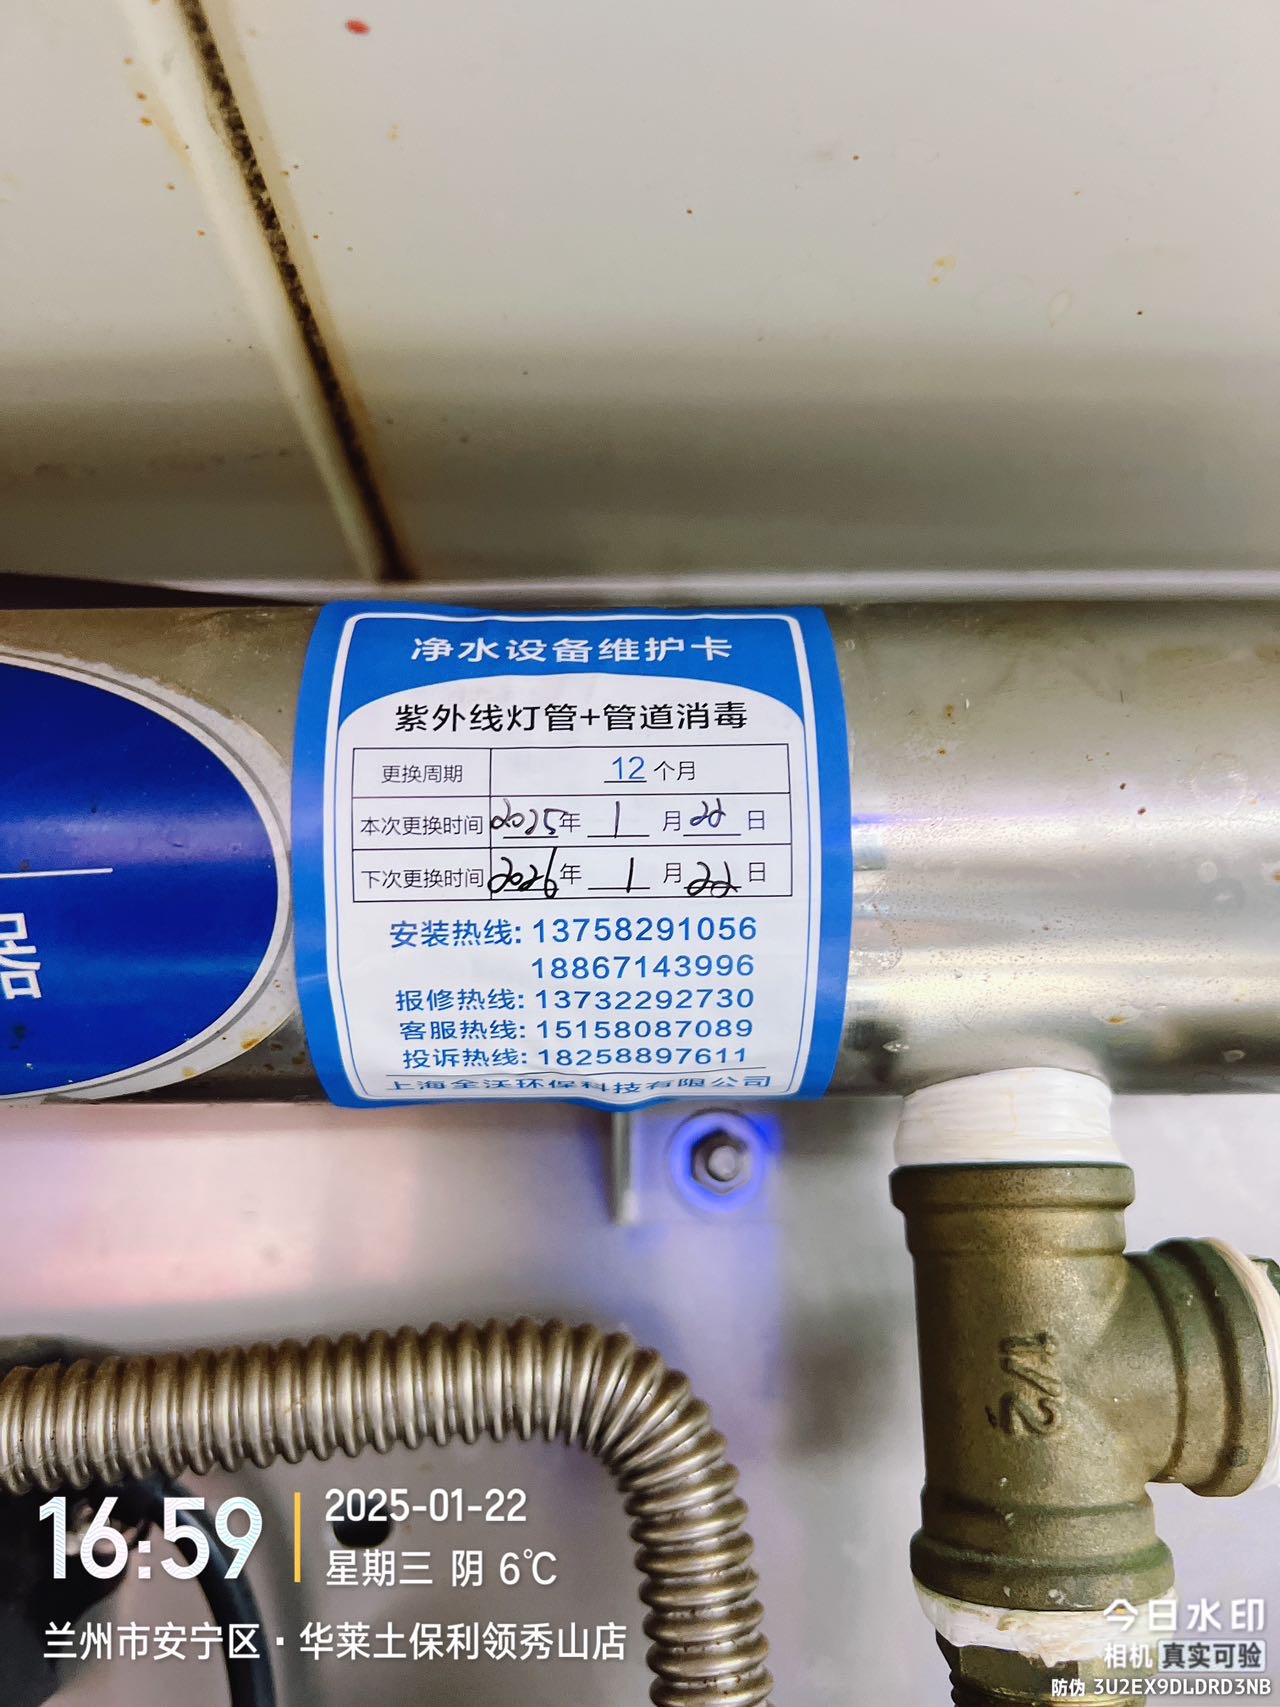 净水设备维护卡
紫外线灯管+管道消毒
更换周期 12 个月
本次更换时间 2025年 1 月 22 日
下次更换时间 2026年 1 月 22 日
安装热线: 13758291056
18867143996
报修热线: 13732292730
客服热线: 15158087089
投诉热线: 18258897611
上海全沃环保科技有限公司
器
1/2
16:59
2025-01-22
星期三 阴 6℃
兰州市安宁区·华莱士保利领秀山店
今日水印
相机 真实可验
防伪 3U2EX9DLDRD3NB